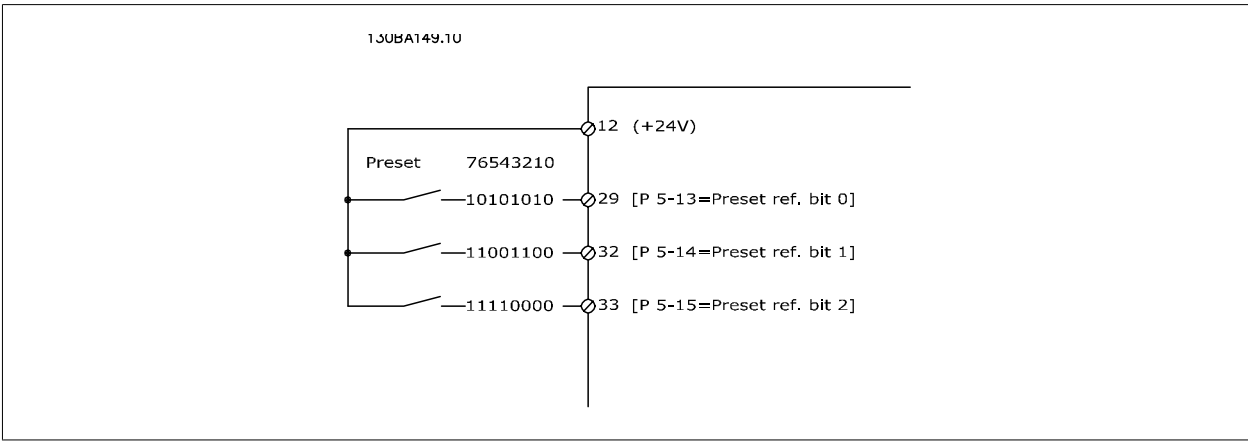 130BA149.10
12 (+24V)
Preset 76543210
10101010 29 [P 5-13=Preset ref. bit 0]
11001100 32 [P 5-14=Preset ref. bit 1]
11110000 33 [P 5-15=Preset ref. bit 2]